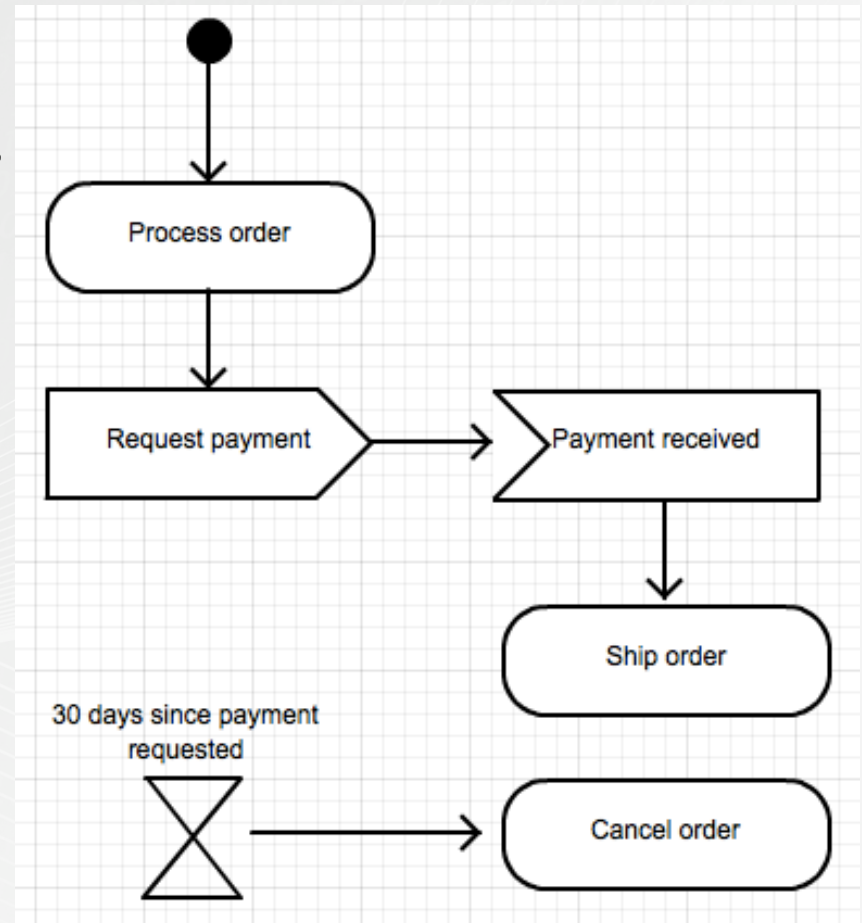 Process order
Request payment
Payment received
Ship order
30 days since payment
requested
Cancel order